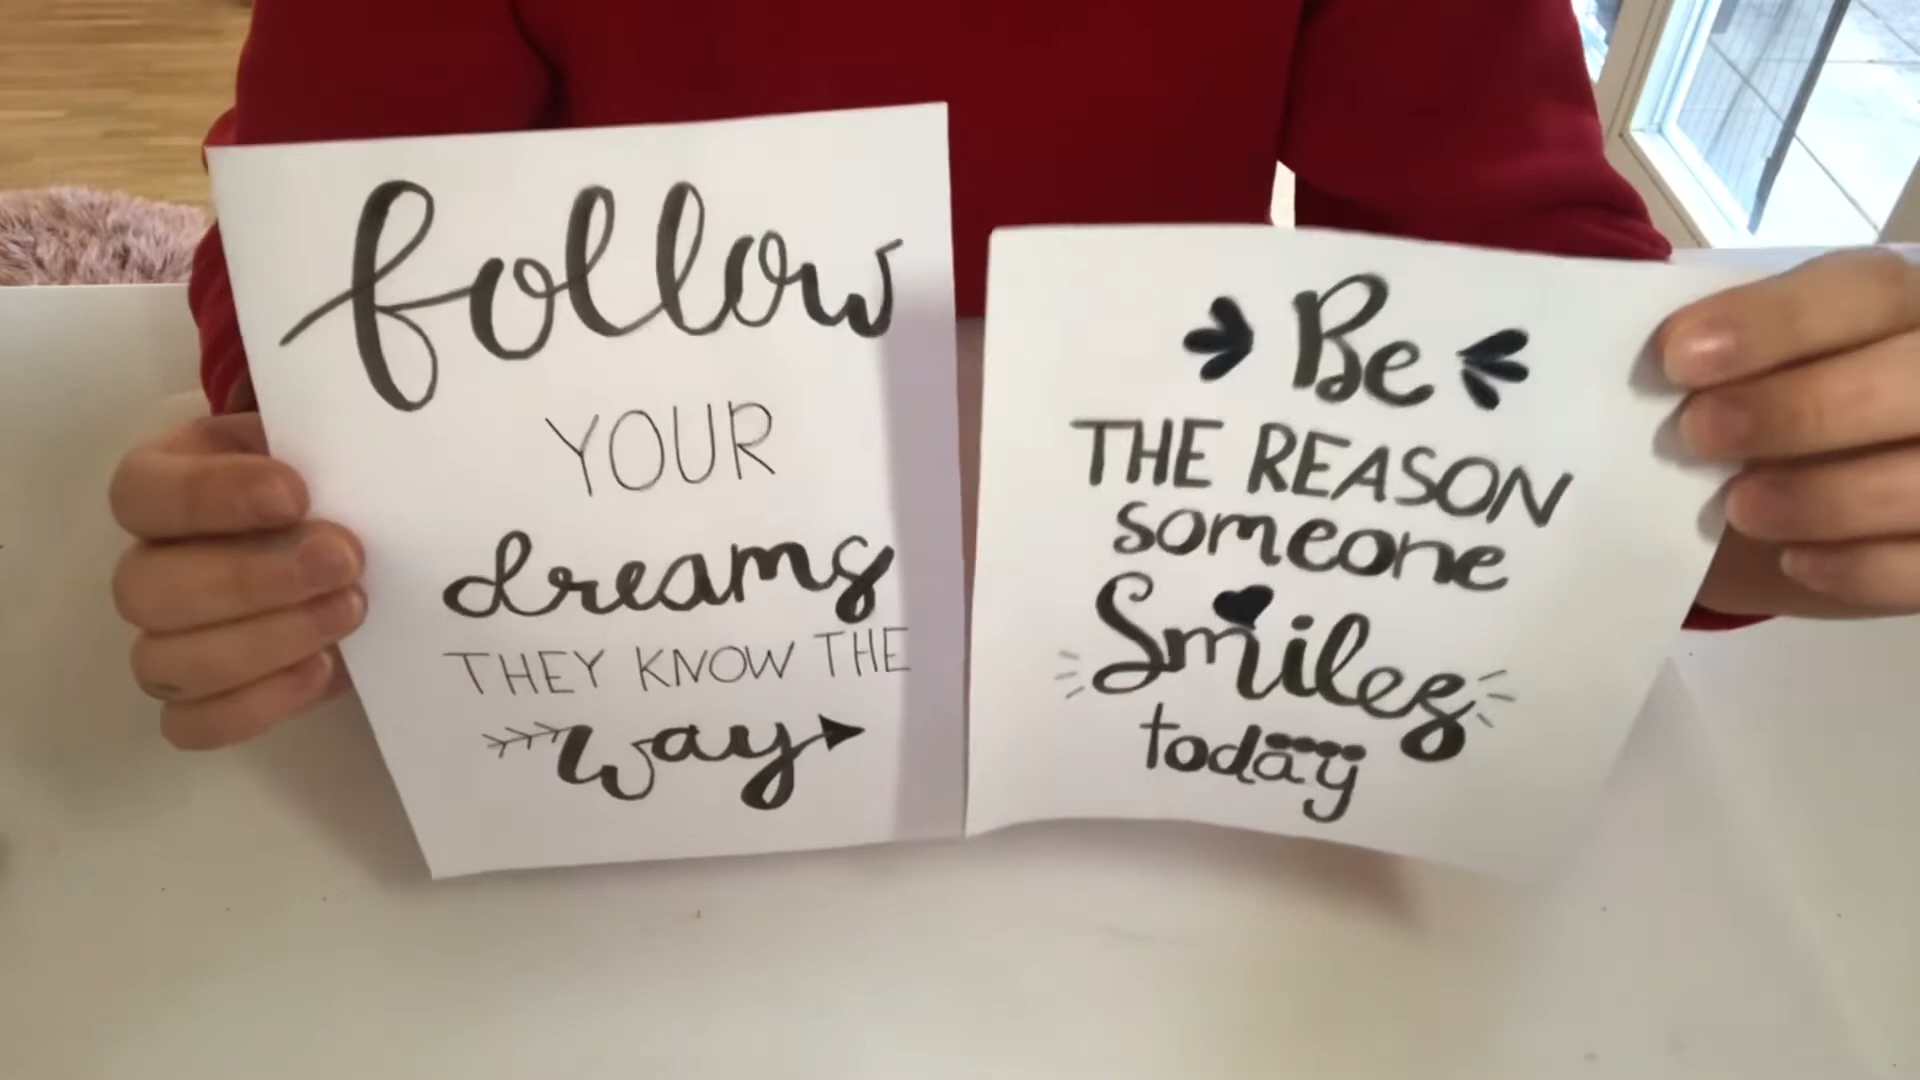 follow
YOUR
dreams
THEY KNOW THE
way
Be
THE REASON
someone
Smiles
today